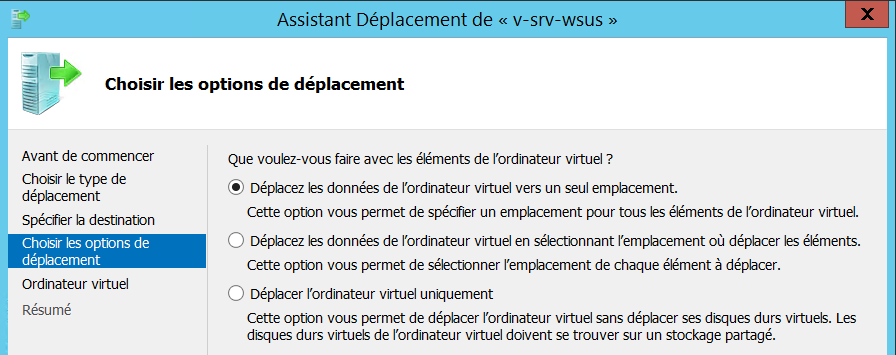 Assistant Déplacement de « v-srv-wsus »
X
Choisir les options de déplacement
Avant de commencer
Choisir le type de
déplacement
Spécifier la destination
Choisir les options de
déplacement
Ordinateur virtuel
Résumé
Que voulez-vous faire avec les éléments de l'ordinateur virtuel ?
Déplacez les données de l'ordinateur virtuel vers un seul emplacement.
Cette option vous permet de spécifier un emplacement pour tous les éléments de l'ordinateur virtuel.
Déplacez les données de l'ordinateur virtuel en sélectionnant l'emplacement où déplacer les éléments.
Cette option vous permet de sélectionner l'emplacement de chaque élément à déplacer.
Déplacer l'ordinateur virtuel uniquement
Cette option vous permet de déplacer l'ordinateur virtuel sans déplacer ses disques durs virtuels. Les
disques durs virtuels de l'ordinateur virtuel doivent se trouver sur un stockage partagé.